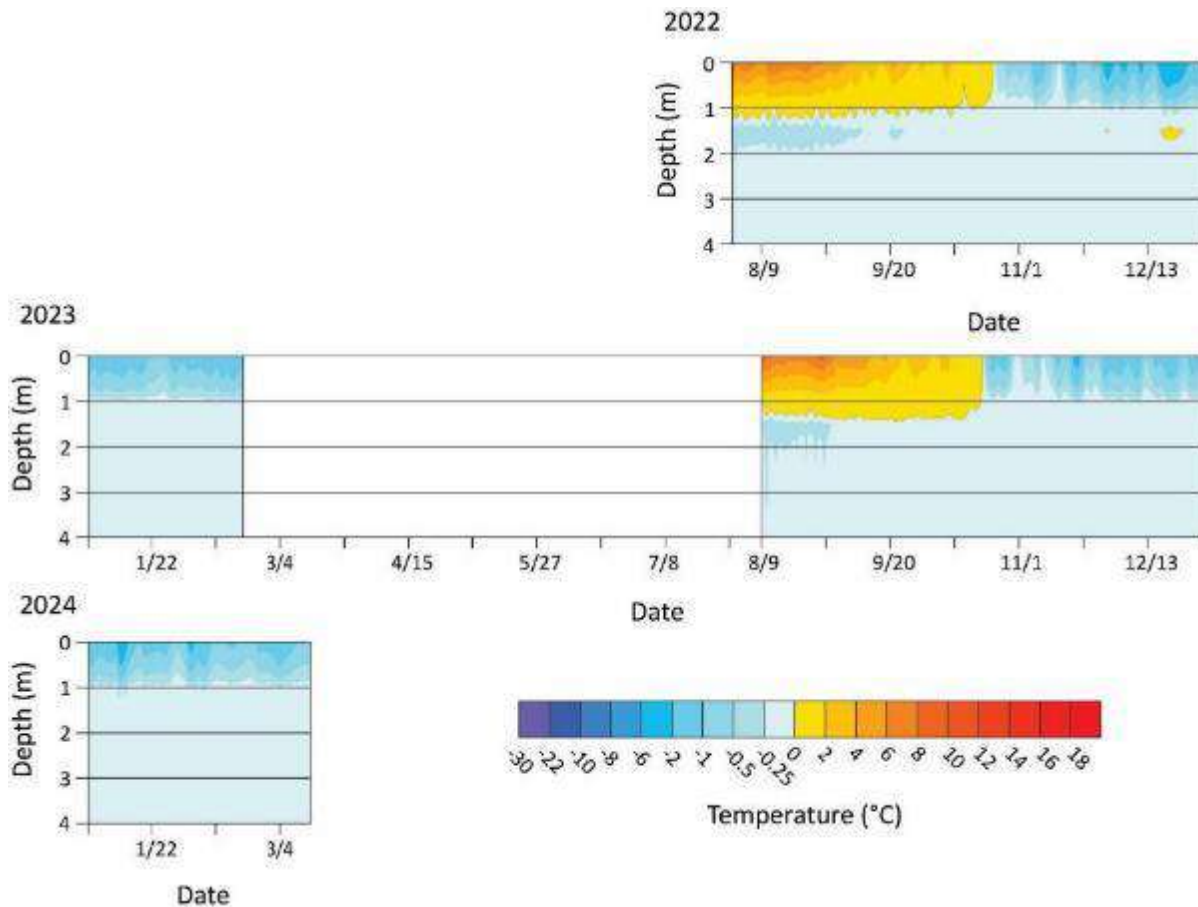 2022
0
1
2
3
4
Depth (m)
8/9 9/20 11/1 12/13
Date
2023
0
1
2
3
4
Depth (m)
1/22 3/4 4/15 5/27 7/8 8/9 9/20 11/1 12/13
Date
2024
0
1
2
3
4
Depth (m)
1/22 3/4
Date
-30 -22 -10 -8 -6 -2 -1 -0.5 -0.25 0 2 4 6 8 10 12 14 16 18
Temperature (°C)